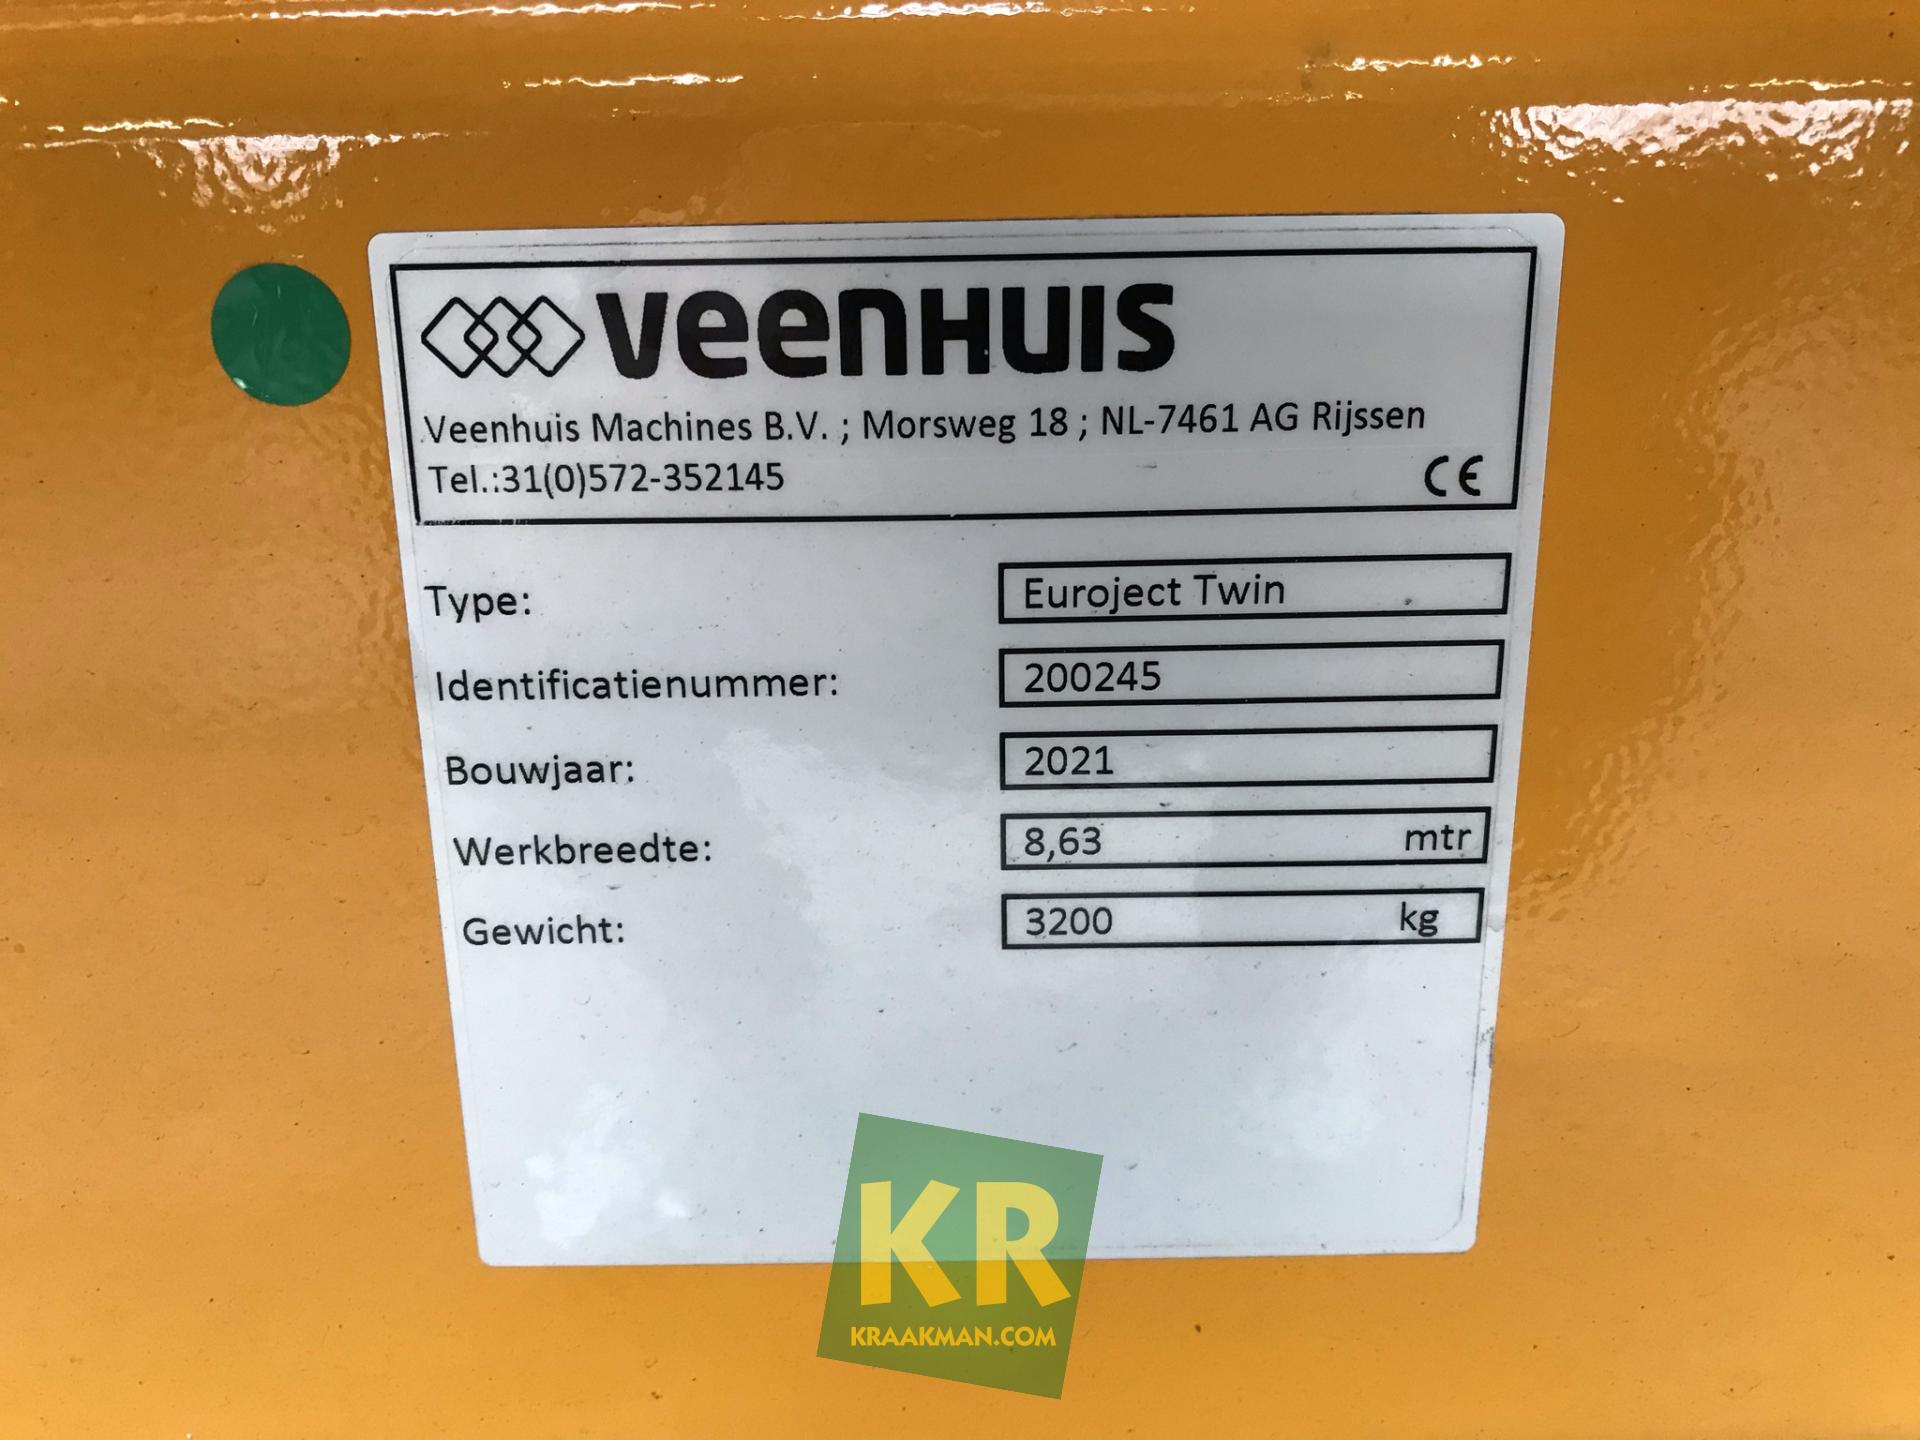 VEENHUIS
Veenhuis Machines B.V. ; Morsweg 18 ; NL-7461 AG Rijssen
Tel.:31(0)572-352145 CE
Type: Euroject Twin
Identificatienummer: 200245
Bouwjaar: 2021
Werkbreedte: 8,63 mtr
Gewicht: 3200 kg
KR
KRAAKMAN.COM